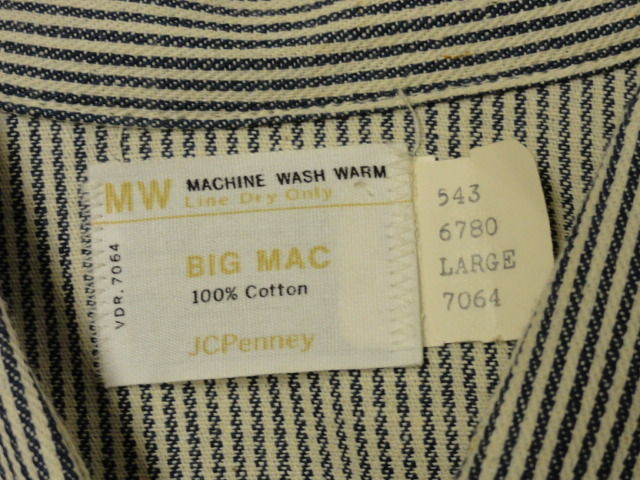 MW MACHINE WASH WARM
Line Dry Only
VDR. 7064
BIG MAC
100% Cotton
JCPenney
543
6780
LARGE
7064